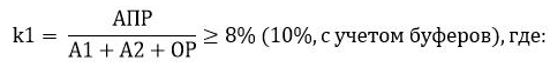 k1 = АПР / (А1 + А2 + ОР) ≥ 8% (10%, с учетом буферов), где: